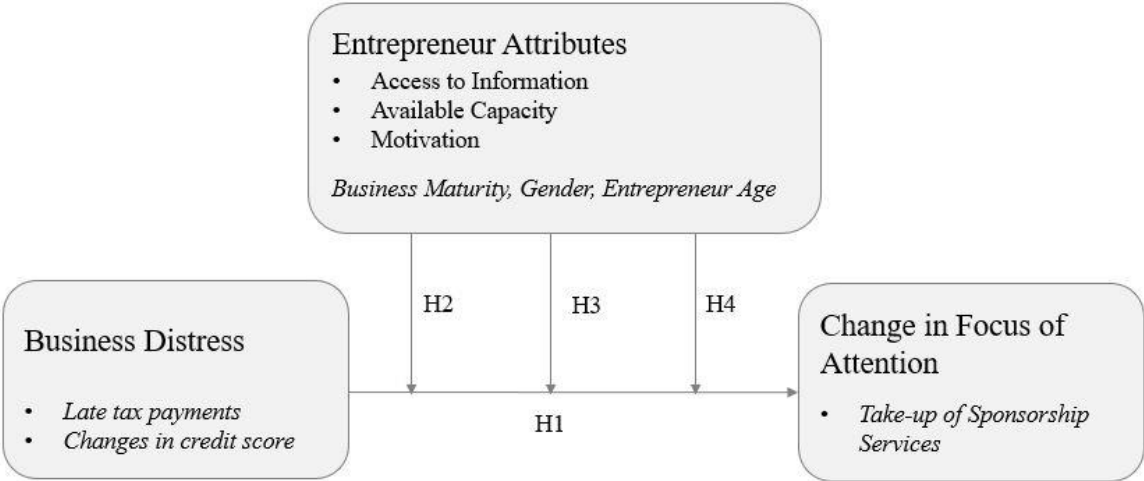 Entrepreneur Attributes
• Access to Information
• Available Capacity
• Motivation
Business Maturity, Gender, Entrepreneur Age
H2
H3
H4
Business Distress
• Late tax payments
• Changes in credit score
H1
Change in Focus of
Attention
• Take-up of Sponsorship
Services